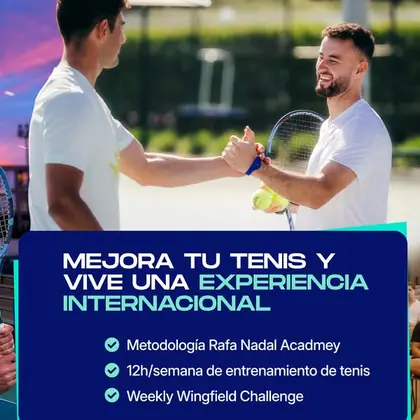 MEJORA TU TENIS Y
VIVE UNA EXPERIENCIA
INTERNACIONAL
Metodología Rafa Nadal Acadmey
12h/semana de entrenamiento de tenis
Weekly Wingfield Challenge